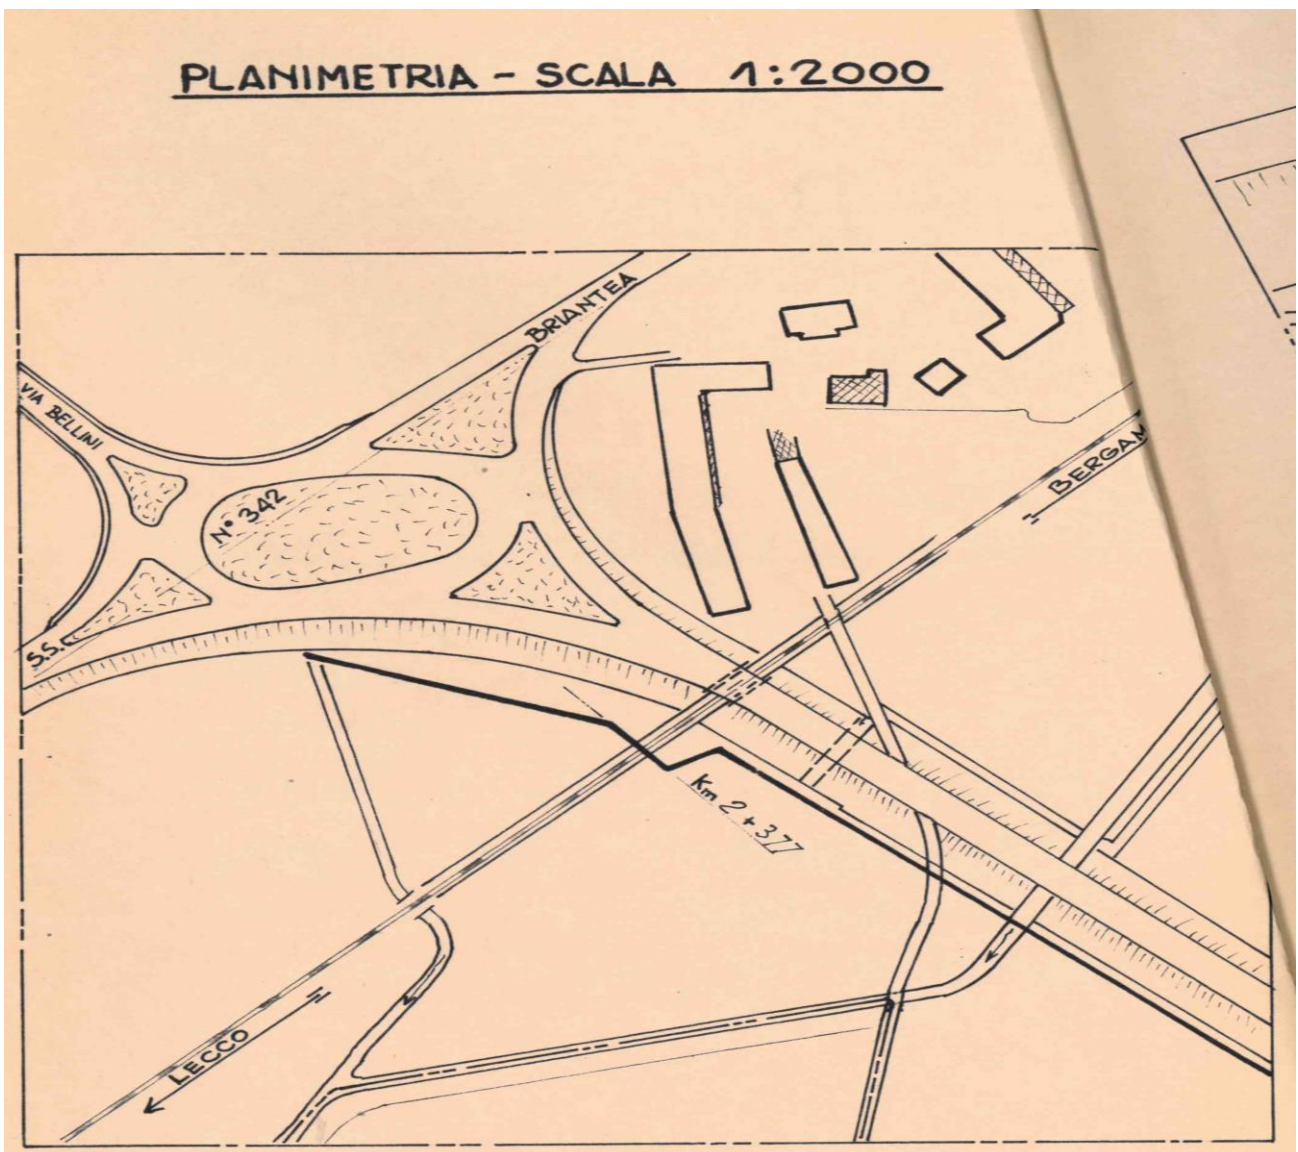 PLANIMETRIA - SCALA 1:2000
BRIANTEA
VIA BELLINI
N° 342
BERGAM
S.S.
Km 2+377
LECCO